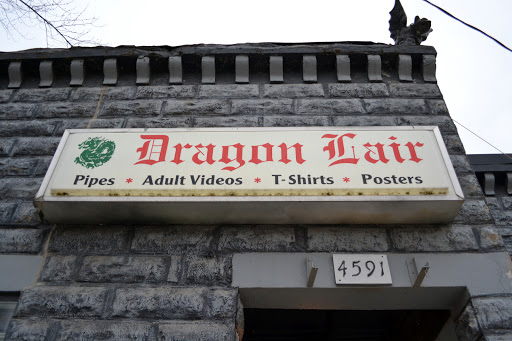 Dragon Lair
Pipes * Adult Videos * T-Shirts * Posters
4591